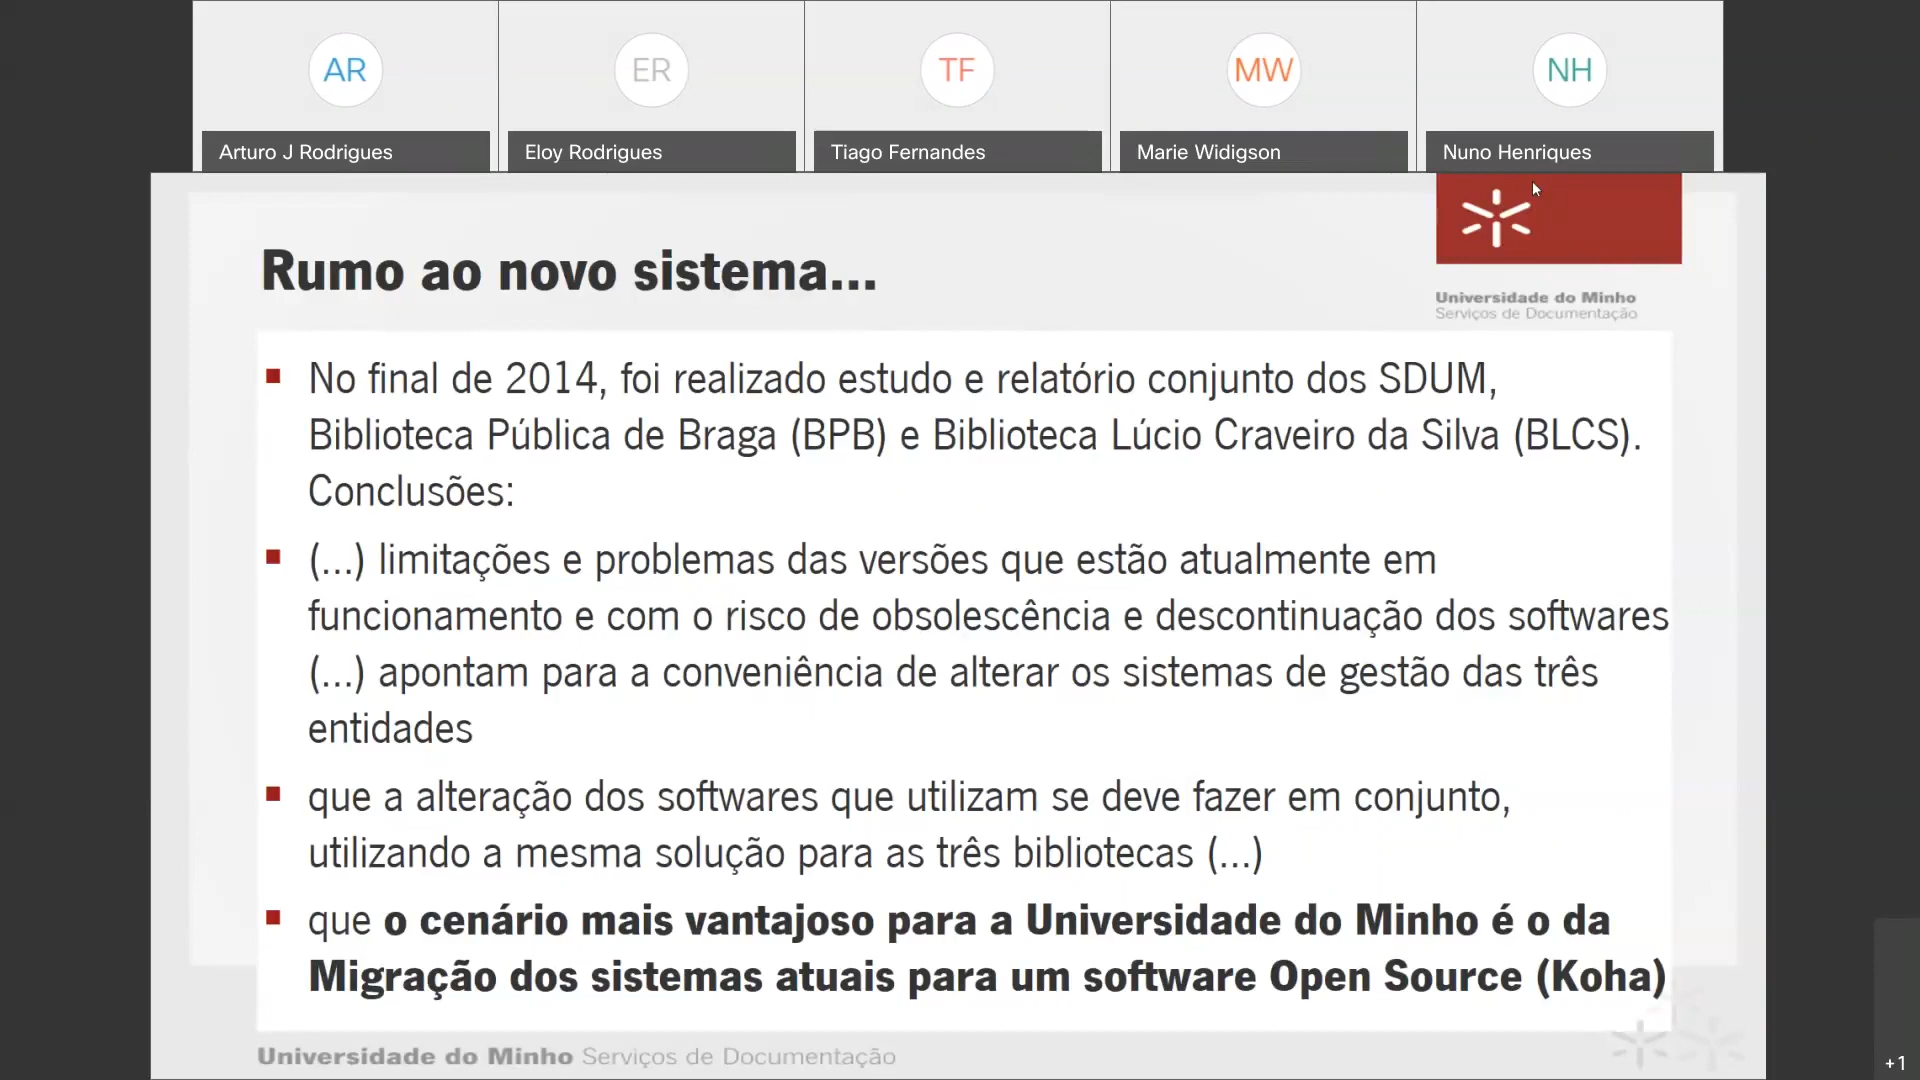 AR
ER
TF
MW
NH
Arturo J Rodrigues
Eloy Rodrigues
Tiago Fernandes
Marie Widigson
Nuno Henriques
Universidade do Minho
Serviços de Documentação
Rumo ao novo sistema...
No final de 2014, foi realizado estudo e relatório conjunto dos SDUM,
Biblioteca Pública de Braga (BPB) e Biblioteca Lúcio Craveiro da Silva (BLCS).
Conclusões:
(...) limitações e problemas das versões que estão atualmente em
funcionamento e com o risco de obsolescência e descontinuação dos softwares
(...) apontam para a conveniência de alterar os sistemas de gestão das três
entidades
que a alteração dos softwares que utilizam se deve fazer em conjunto,
utilizando a mesma solução para as três bibliotecas (...)
que o cenário mais vantajoso para a Universidade do Minho é o da
Migração dos sistemas atuais para um software Open Source (Koha)
Universidade do Minho Serviços de Documentação
+1